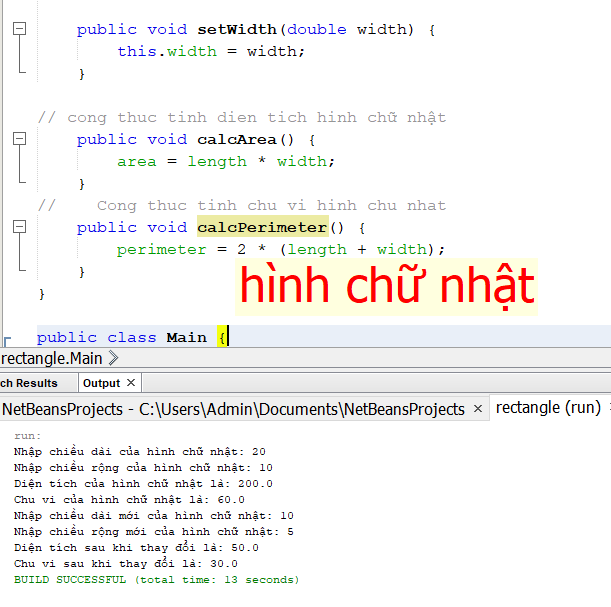 public void setWidth(double width) {
this.width = width;
}
// cong thuc tinh dien tich hinh chữ nhật
public void calcArea() {
area = length * width;
}
// Cong thuc tinh chu vi hinh chu nhat
public void calcPerimeter() {
perimeter = 2 * (length + width);
}
hình chữ nhật
}
public class Main {
rectangle.Main
ch Results Output ×
NetBeansProjects - C:\Users\Admin\Documents\NetBeansProjects × rectangle (run)
run:
Nhập chiều dài của hình chữ nhật: 20
Nhập chiều rộng của hình chữ nhật: 10
Diện tích của hình chữ nhật là: 200.0
Chu vi của hình chữ nhật là: 60.0
Nhập chiều dài mới của hình chữ nhật: 10
Nhập chiều rộng mới của hình chữ nhật: 5
Diện tích sau khi thay đổi là: 50.0
Chu vi sau khi thay đổi là: 30.0
BUILD SUCCESSFUL (total time: 13 seconds)